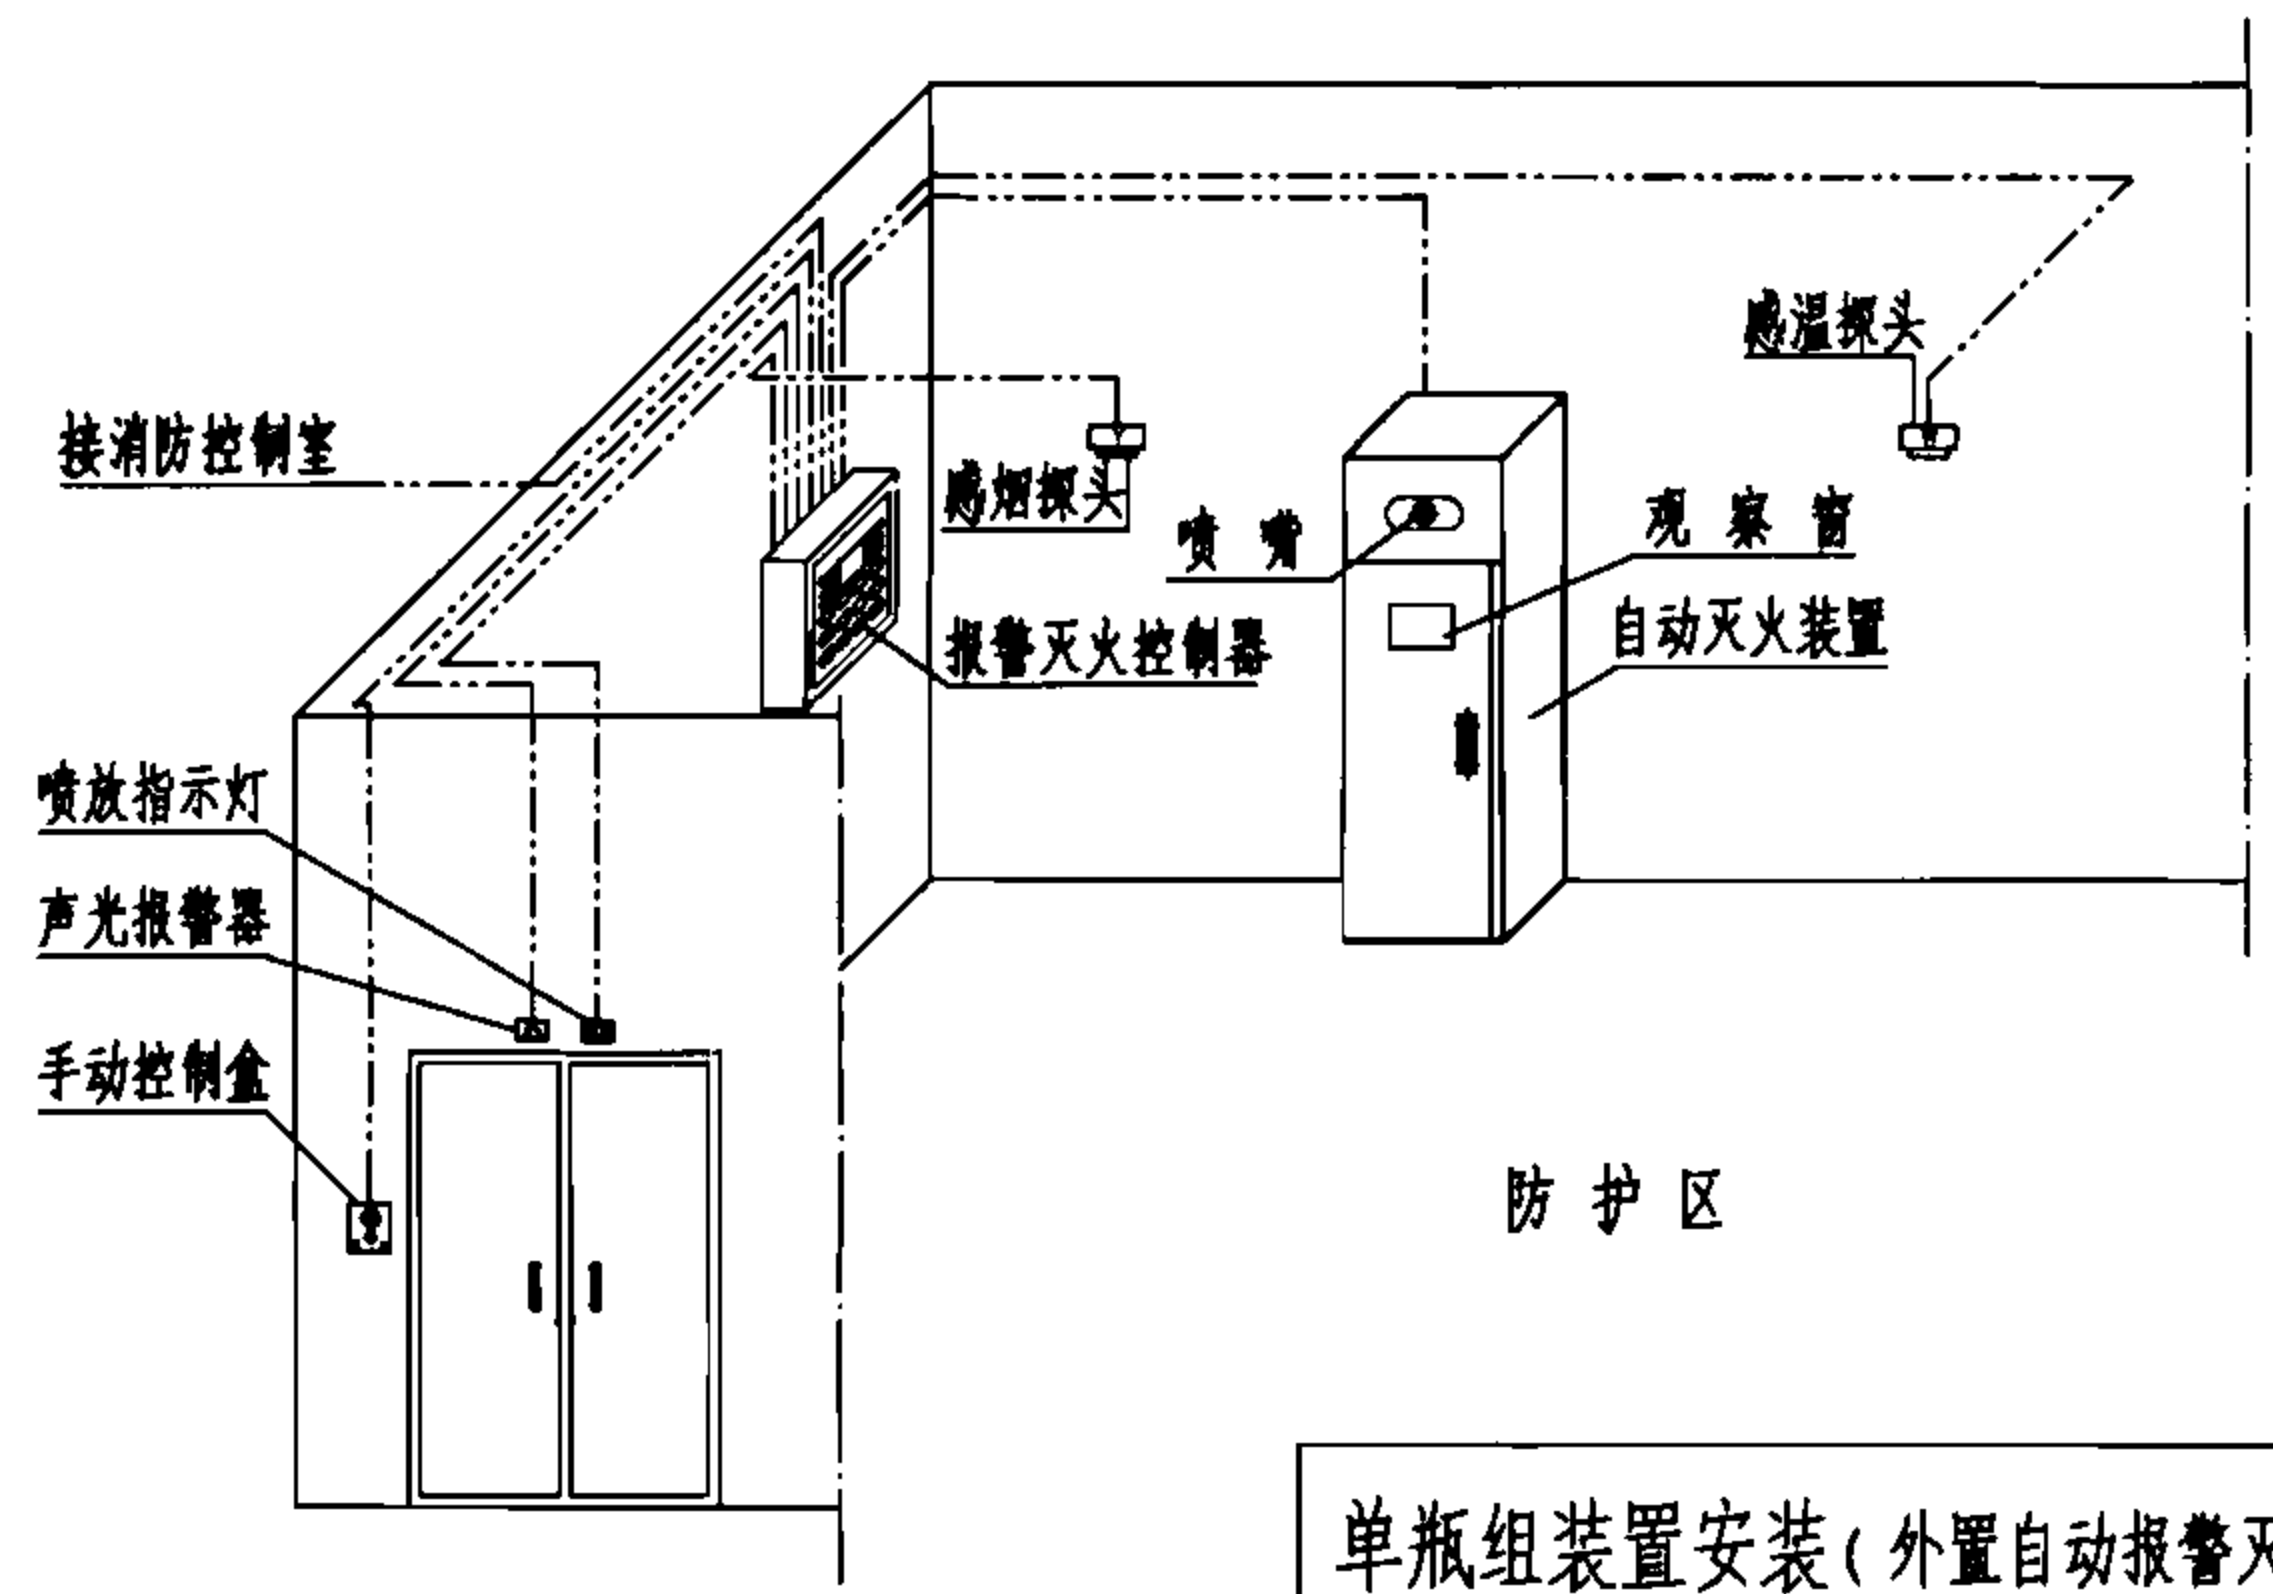 感温探头
接消防控制室
感烟探头
喷嘴
观察窗
自动灭火装置
报警灭火控制器
喷放指示灯
声光报警器
手动控制盒
防护区
单瓶组装置安装(外置自动报警灭